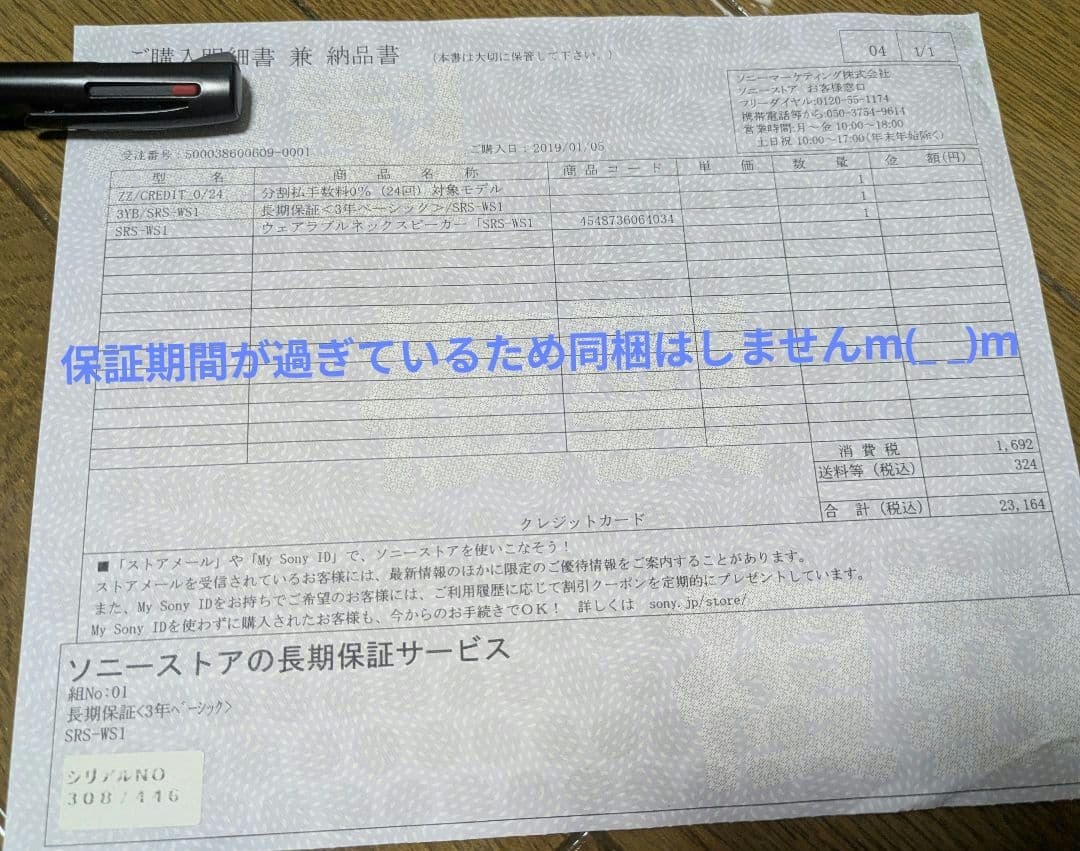 ご購入明細書 兼 納品書 (本書は大切に保管して下さい。)
04 1/1
ソニーマーケティング株式会社
ソニーストア お客様窓口
フリーダイヤル:0120-55-1174
携帯電話等から:050-3754-9614
営業時間:月～金 10:00～18:00
土日祝 10:00～17:00(年末年始除く)
受注番号:500038600609-0001 ご購入日:2019/01/05
型名 商品名称 商品コード 単価 数量 金額(円)
ZZ/CREDIT_0/24 分割払手数料0% (24回) 対象モデル 1
3YB/SRS-WS1 長期保証<3年ベーシック>/SRS-WS1 1
SRS-WS1 ウェアラブルネックスピーカー「SRS-WS1 4548736064034 1
保証期間が過ぎているため同梱はしませんm(_ _)m
消費税 1,692
送料等 (税込) 324
合計 (税込) 23,164
クレジットカード
■「ストアメール」や「My Sony ID」で、ソニーストアを使いこなそう!
ストアメールを受信されているお客様には、最新情報のほかに限定のご優待情報をご案内することがあります。
また、My Sony IDをお持ちでご希望のお客様には、ご利用履歴に応じて割引クーポンを定期的にプレゼントしています。
My Sony IDを使わずに購入されたお客様も、今からのお手続きでOK! 詳しくは sony.jp/store/
ソニーストアの長期保証サービス
組No:01
長期保証<3年ﾍﾞｰｼｯｸ>
SRS-WS1
シリアルNO